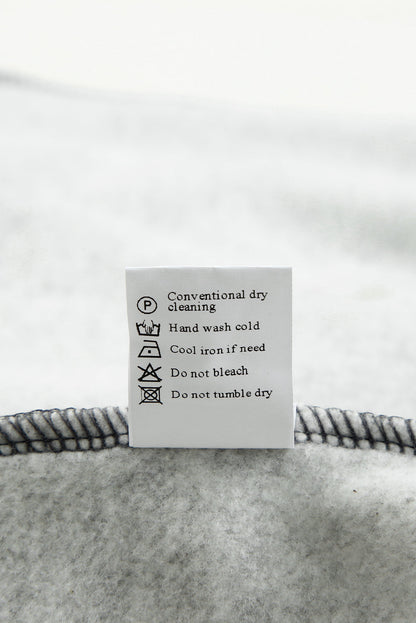 Conventional dry
cleaning
P
Hand wash cold
Cool iron if need
Do not bleach
Do not tumble dry